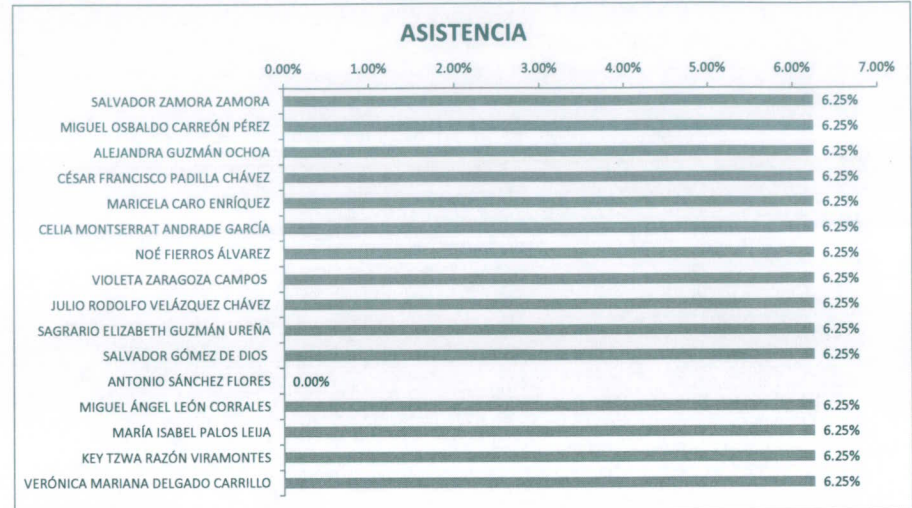 ASISTENCIA
0.00% 1.00% 2.00% 3.00% 4.00% 5.00% 6.00% 7.00%
SALVADOR ZAMORA ZAMORA 6.25%
MIGUEL OSBALDO CARREÓN PÉREZ 6.25%
ALEJANDRA GUZMÁN OCHOA 6.25%
CÉSAR FRANCISCO PADILLA CHÁVEZ 6.25%
MARICELA CARO ENRÍQUEZ 6.25%
CELIA MONTSERRAT ANDRADE GARCÍA 6.25%
NOÉ FIERROS ÁLVAREZ 6.25%
VIOLETA ZARAGOZA CAMPOS 6.25%
JULIO RODOLFO VELÁZQUEZ CHÁVEZ 6.25%
SAGRARIO ELIZABETH GUZMÁN UREÑA 6.25%
SALVADOR GÓMEZ DE DIOS 6.25%
ANTONIO SÁNCHEZ FLORES 0.00%
MIGUEL ÁNGEL LEÓN CORRALES 6.25%
MARÍA ISABEL PALOS LEIJA 6.25%
KEY TZWA RAZÓN VIRAMONTES 6.25%
VERÓNICA MARIANA DELGADO CARRILLO 6.25%